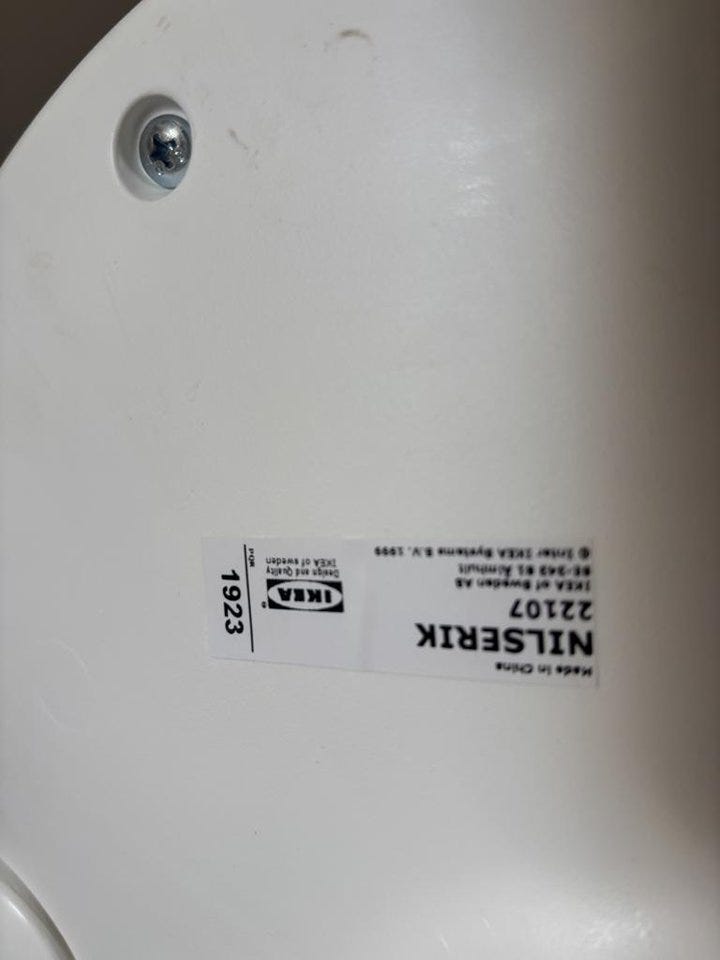 Made in China
NILSERIK
22107
IKEA of Sweden AB
SE-343 81 Älmhult
© Inter IKEA Systems B.V. 1999
IKEA
®
Design and Quality
IKEA of Sweden
1923